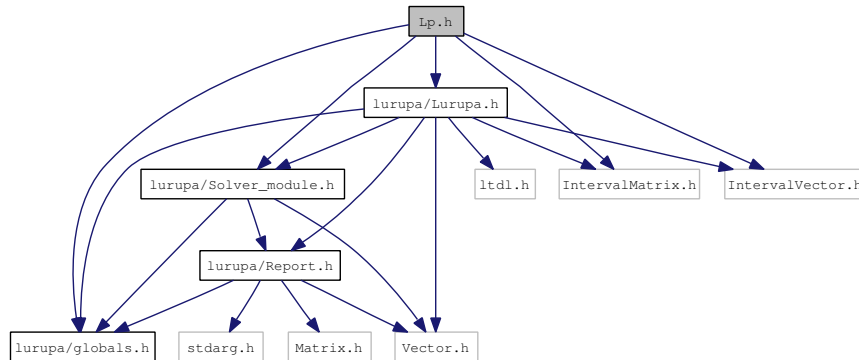 Lp.h
lurupa/Lurupa.h
lurupa/Solver_module.h
ltdl.h
IntervalMatrix.h
IntervalVector.h
lurupa/Report.h
lurupa/globals.h
stdarg.h
Matrix.h
Vector.h